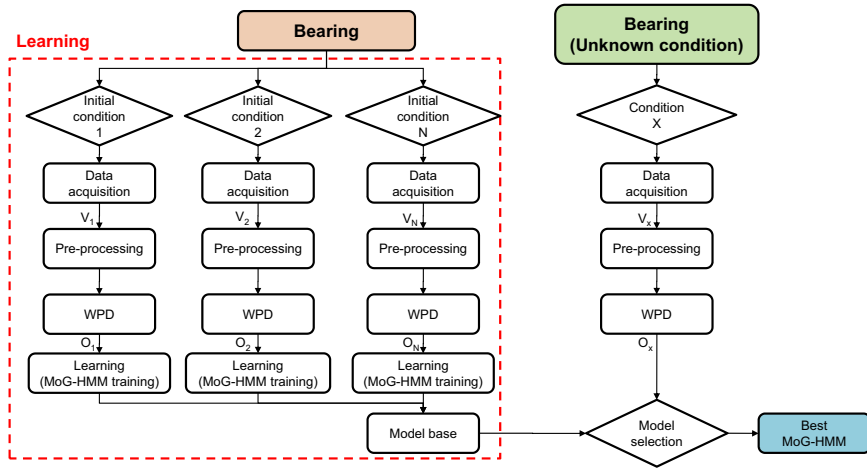 Learning
Bearing
Bearing
(Unknown condition)
Initial
condition
1
Initial
condition
2
Initial
condition
N
Condition
X
Data
acquisition
Data
acquisition
Data
acquisition
Data
acquisition
V₁
V₂
V_N
Vₓ
Pre-processing
Pre-processing
Pre-processing
Pre-processing
WPD
WPD
WPD
WPD
O₁
O₂
O_N
Oₓ
Learning
(MoG-HMM training)
Learning
(MoG-HMM training)
Learning
(MoG-HMM training)
Model base
Model
selection
Best
MoG-HMM